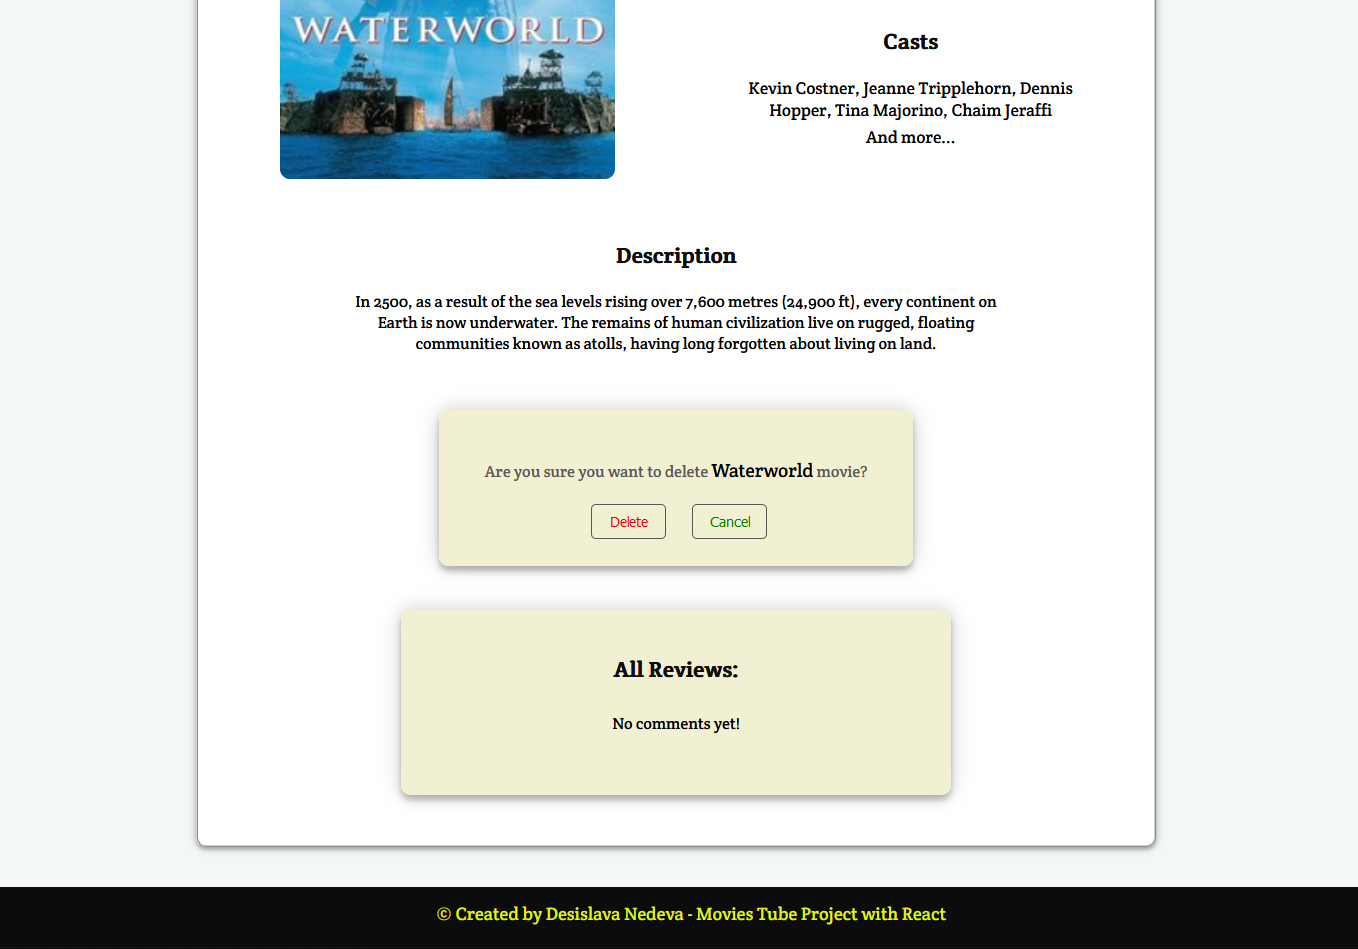 WATERWORLD
Casts
Kevin Costner, Jeanne Tripplehorn, Dennis
Hopper, Tina Majorino, Chaim Jeraffi
And more...
Description
In 2500, as a result of the sea levels rising over 7,600 metres (24,900 ft), every continent on
Earth is now underwater. The remains of human civilization live on rugged, floating
communities known as atolls, having long forgotten about living on land.
Are you sure you want to delete Waterworld movie?
Delete Cancel
All Reviews:
No comments yet!
© Created by Desislava Nedeva - Movies Tube Project with React